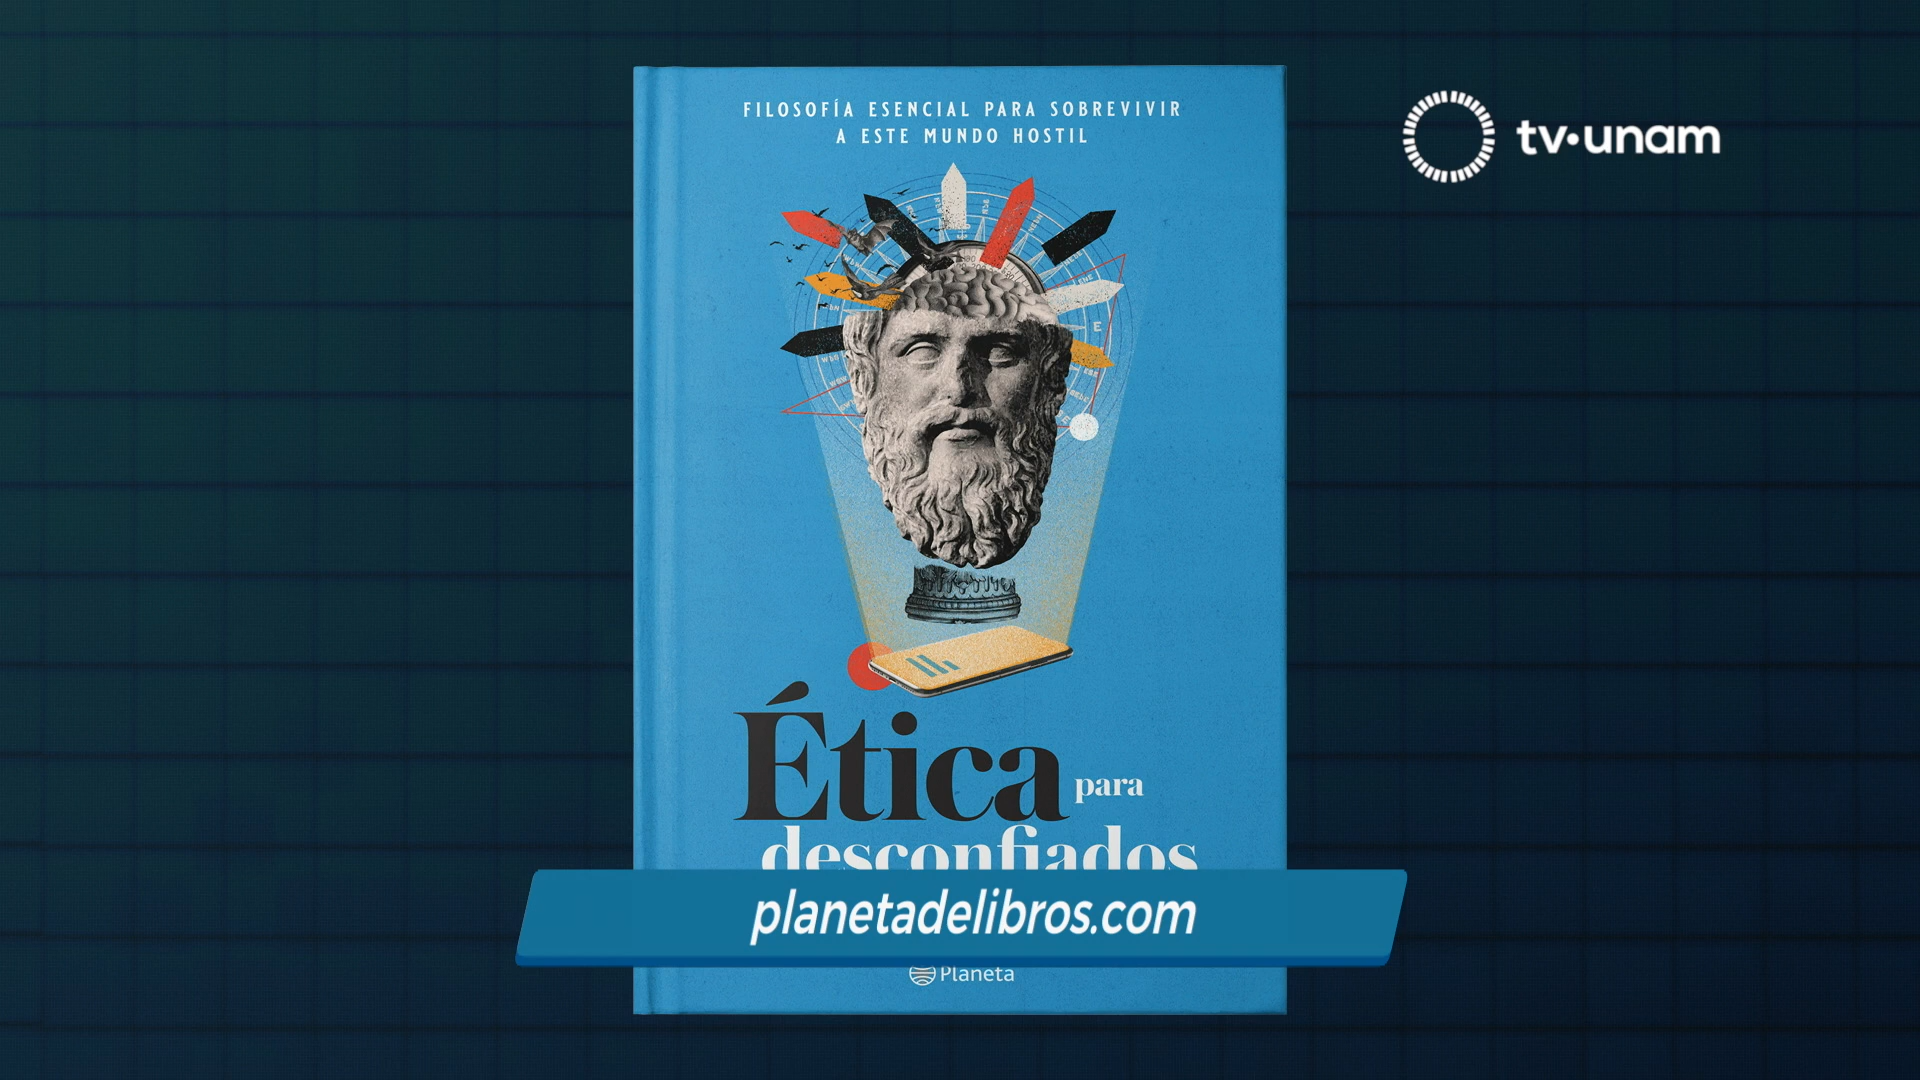 FILOSOFÍA ESENCIAL PARA SOBREVIVIR
A ESTE MUNDO HOSTIL
tv·unam
E
Ética para
desconfiados
planetadelibros.com
Planeta